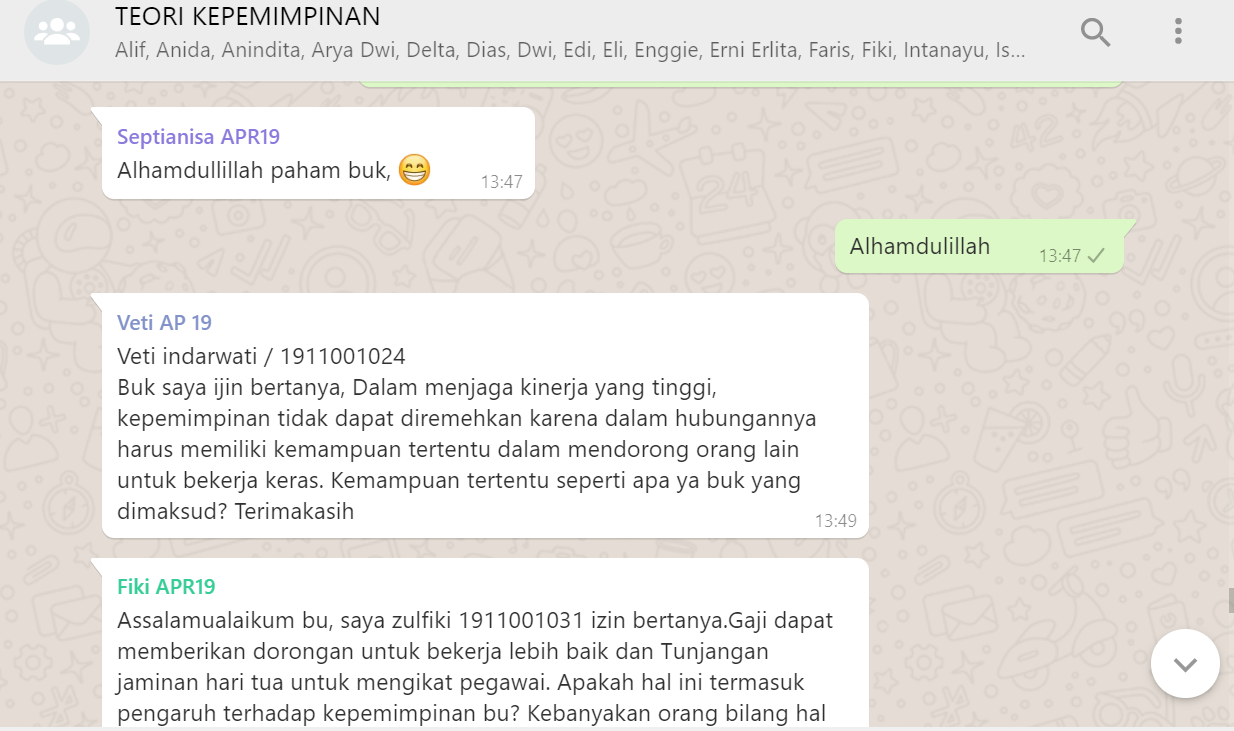 TEORI KEPEMIMPINAN
Alif, Anida, Anindita, Arya Dwi, Delta, Dias, Dwi, Edi, Eli, Enggie, Erni Erlita, Faris, Fiki, Intanayu, Is...
Septianisa APR19
Alhamdullillah paham buk, 😁
13:47
Alhamdulillah
13:47
Veti AP 19
Veti indarwati / 1911001024
Buk saya ijin bertanya, Dalam menjaga kinerja yang tinggi,
kepemimpinan tidak dapat diremehkan karena dalam hubungannya
harus memiliki kemampuan tertentu dalam mendorong orang lain
untuk bekerja keras. Kemampuan tertentu seperti apa ya buk yang
dimaksud? Terimakasih
13:49
Fiki APR19
Assalamualaikum bu, saya zulfiki 1911001031 izin bertanya.Gaji dapat
memberikan dorongan untuk bekerja lebih baik dan Tunjangan
jaminan hari tua untuk mengikat pegawai. Apakah hal ini termasuk
pengaruh terhadap kepemimpinan bu? Kebanyakan orang bilang hal